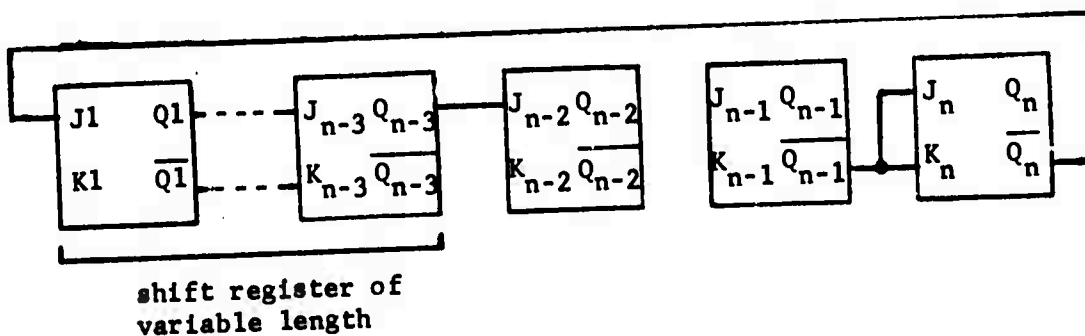 J1 Q1 J n-3 Q n-3 J n-2 Q n-2 J n-1 Q n-1 J n Q n
K1 Q1 K n-3 Q n-3 K n-2 Q n-2 K n-1 Q n-1 K n Q n
shift register of
variable length